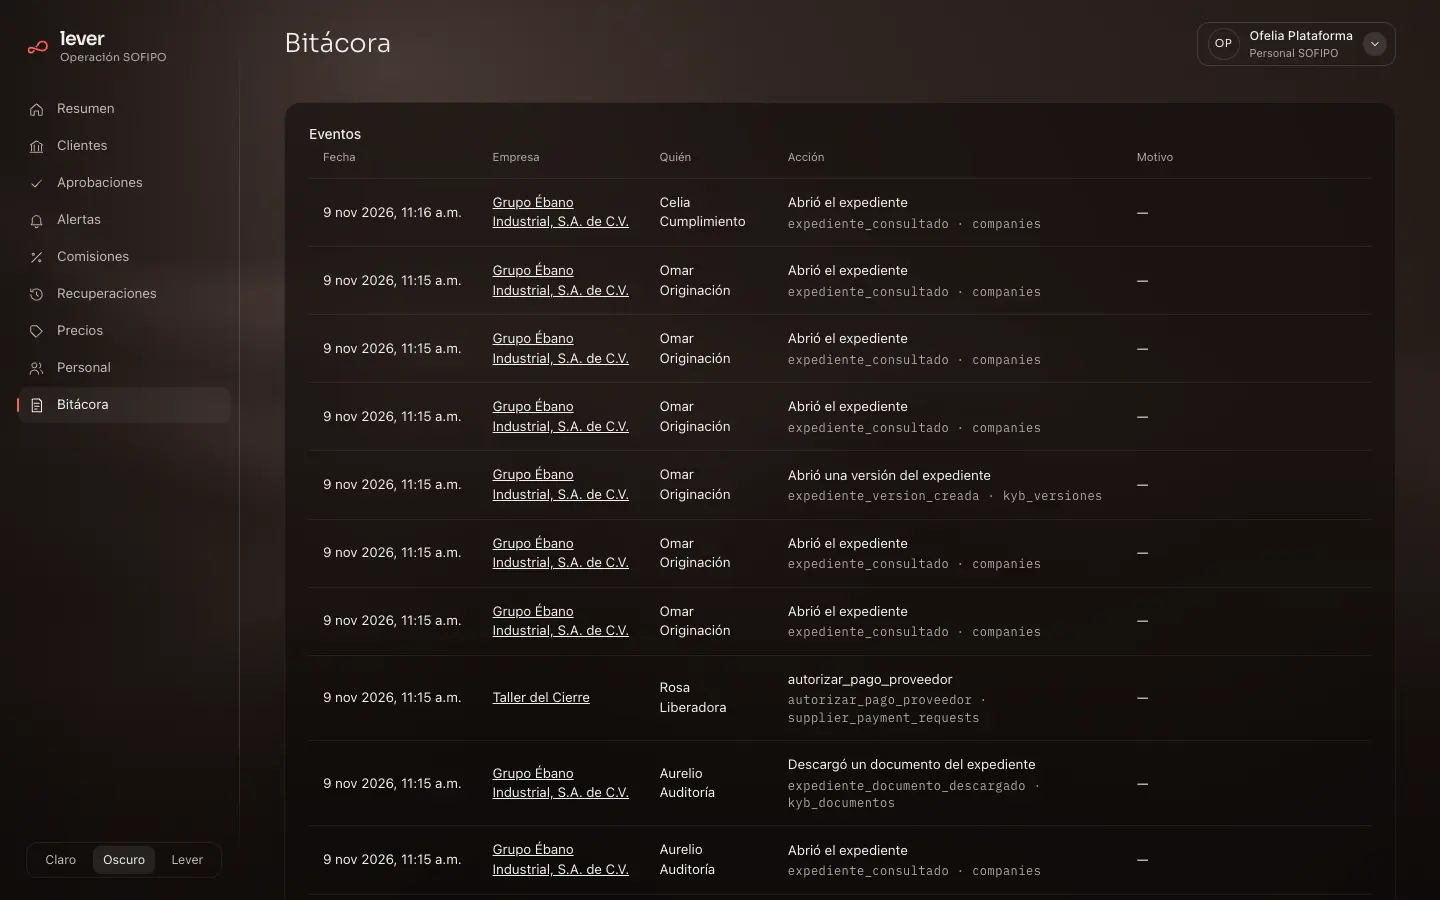 lever
Operación SOFIPO
Resumen
Clientes
Aprobaciones
Alertas
Comisiones
Recuperaciones
Precios
Personal
Bitácora
Claro Oscuro Lever
Bitácora
OP
Ofelia Plataforma
Personal SOFIPO
Eventos
Fecha Empresa Quién Acción Motivo
9 nov 2026, 11:16 a.m.
Grupo Ébano
Industrial, S.A. de C.V.
Celia
Cumplimiento
Abrió el expediente
expediente_consultado · companies
—
9 nov 2026, 11:15 a.m.
Grupo Ébano
Industrial, S.A. de C.V.
Omar
Originación
Abrió el expediente
expediente_consultado · companies
—
9 nov 2026, 11:15 a.m.
Grupo Ébano
Industrial, S.A. de C.V.
Omar
Originación
Abrió el expediente
expediente_consultado · companies
—
9 nov 2026, 11:15 a.m.
Grupo Ébano
Industrial, S.A. de C.V.
Omar
Originación
Abrió el expediente
expediente_consultado · companies
—
9 nov 2026, 11:15 a.m.
Grupo Ébano
Industrial, S.A. de C.V.
Omar
Originación
Abrió una versión del expediente
expediente_version_creada · kyb_versiones
—
9 nov 2026, 11:15 a.m.
Grupo Ébano
Industrial, S.A. de C.V.
Omar
Originación
Abrió el expediente
expediente_consultado · companies
—
9 nov 2026, 11:15 a.m.
Grupo Ébano
Industrial, S.A. de C.V.
Omar
Originación
Abrió el expediente
expediente_consultado · companies
—
9 nov 2026, 11:15 a.m.
Taller del Cierre
Rosa
Liberadora
autorizar_pago_proveedor
autorizar_pago_proveedor ·
supplier_payment_requests
—
9 nov 2026, 11:15 a.m.
Grupo Ébano
Industrial, S.A. de C.V.
Aurelio
Auditoría
Descargó un documento del expediente
expediente_documento_descargado ·
kyb_documentos
—
9 nov 2026, 11:15 a.m.
Grupo Ébano
Industrial, S.A. de C.V.
Aurelio
Auditoría
Abrió el expediente
expediente_consultado · companies
—